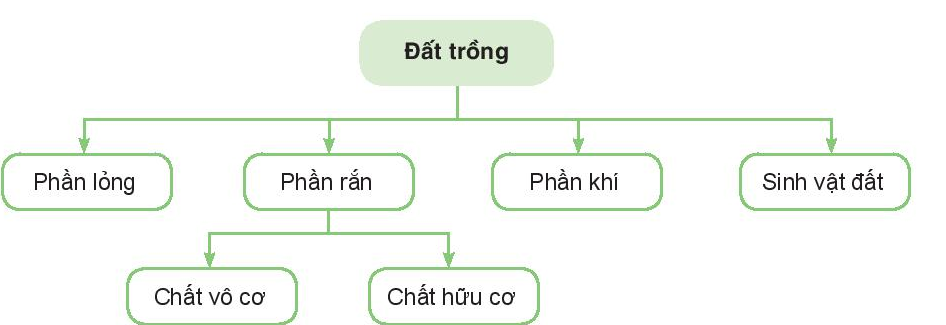 Đất trồng
Phần lỏng
Phần rắn
Phần khí
Sinh vật đất
Chất vô cơ
Chất hữu cơ